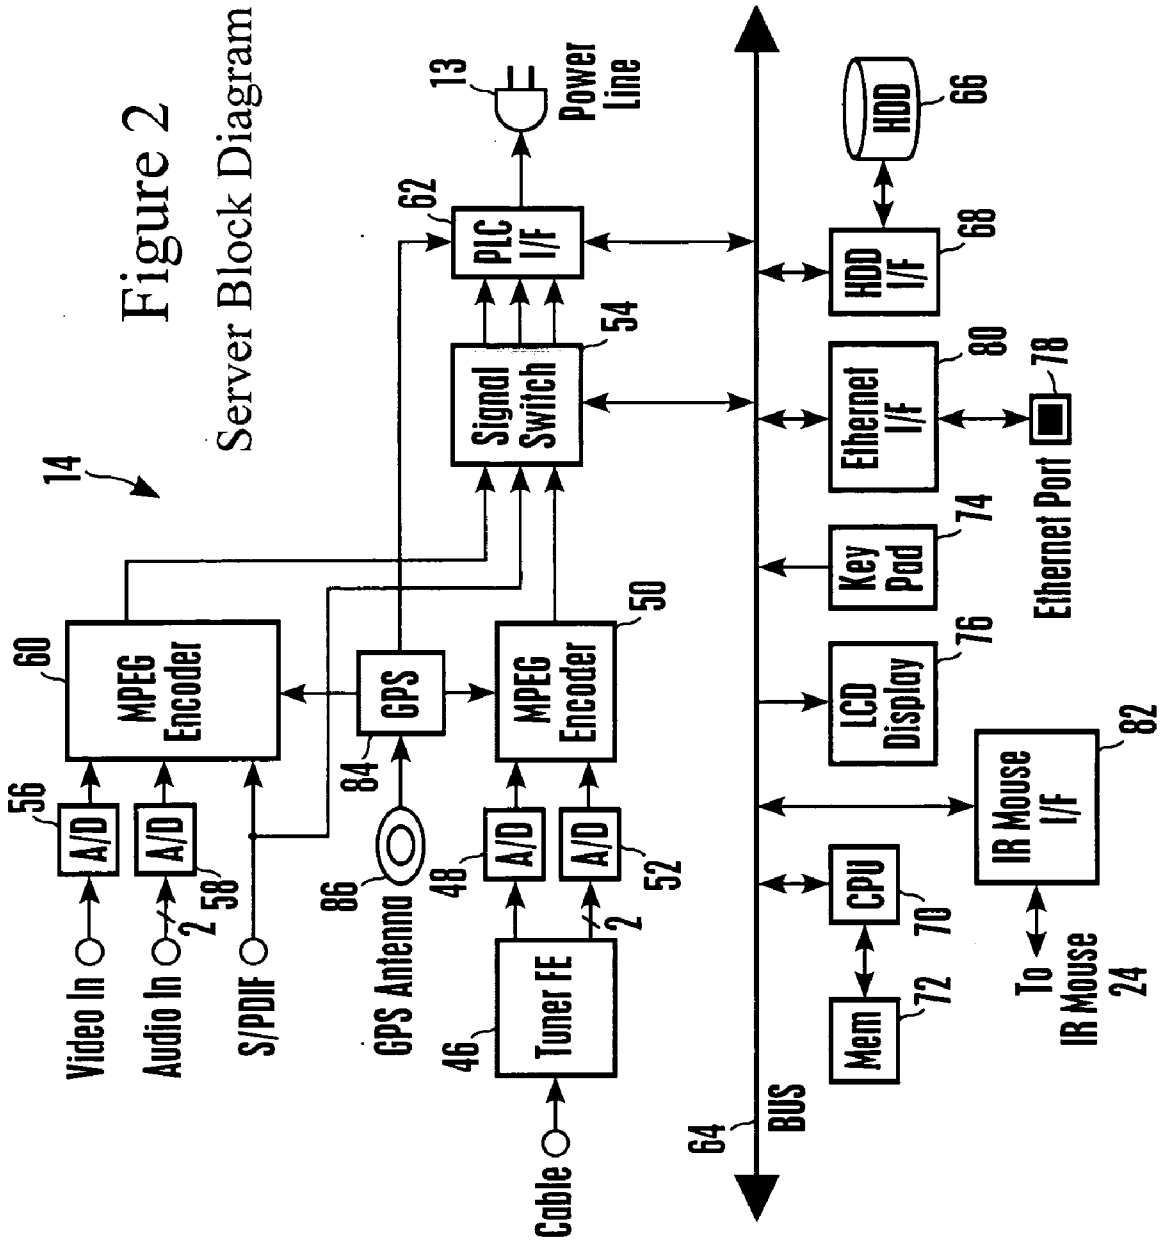 Figure 2
Server Block Diagram
14
Video In
A/D
56
Audio In
2
A/D
58
S/PDIF
MPEG
Encoder
60
GPS Antenna
86
GPS
84
Cable
Tuner FE
46
A/D
48
2
A/D
52
MPEG
Encoder
50
Signal
Switch
54
PLC
I/F
62
13
Power
Line
64
BUS
Mem
72
CPU
70
To
IR Mouse
24
IR Mouse
I/F
82
LCD
Display
76
Key
Pad
74
Ethernet
I/F
80
Ethernet Port
78
HDD
I/F
68
HDD
66